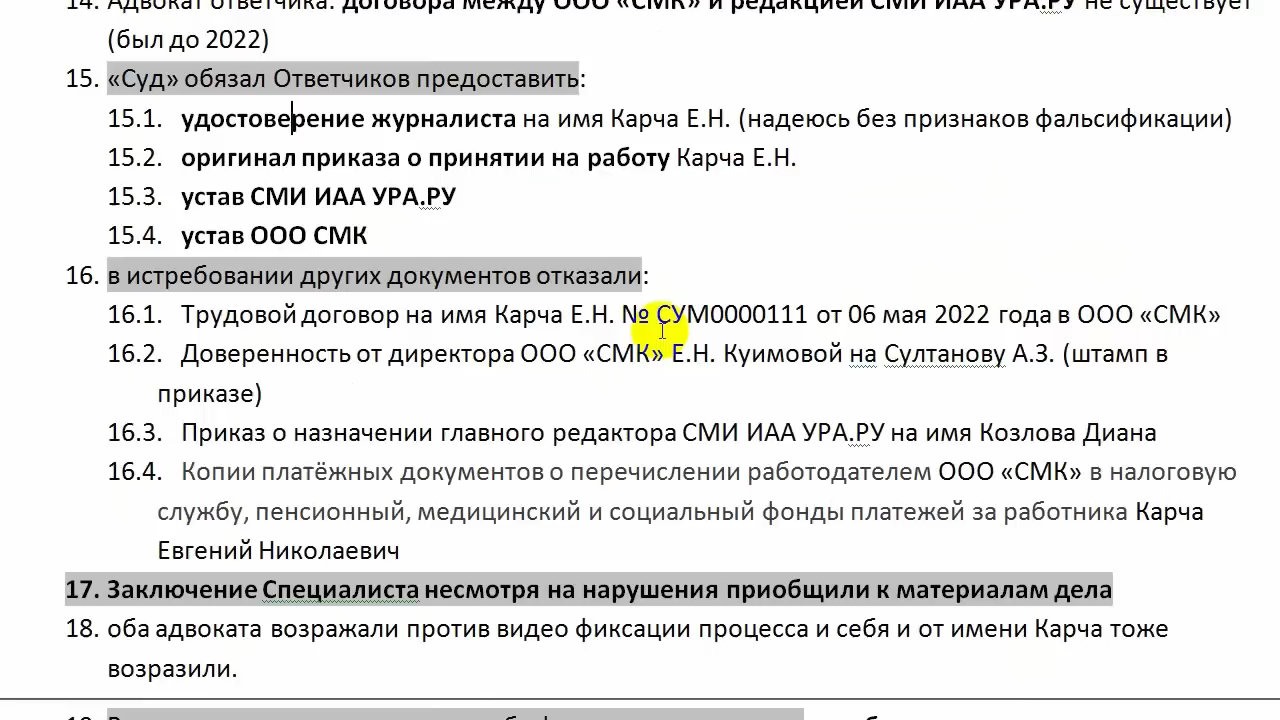 14. Адвокат ответчика: договора между ООО «СМК» и редакцией СМИ ИАА УРА.РУ не существует
(был до 2022)
15. «Суд» обязал Ответчиков предоставить:
15.1. удостоверение журналиста на имя Карча Е.Н. (надеюсь без признаков фальсификации)
15.2. оригинал приказа о принятии на работу Карча Е.Н.
15.3. устав СМИ ИАА УРА.РУ
15.4. устав ООО СМК
16. в истребовании других документов отказали:
16.1. Трудовой договор на имя Карча Е.Н. № СУМ0000111 от 06 мая 2022 года в ООО «СМК»
16.2. Доверенность от директора ООО «СМК» Е.Н. Куимовой на Султанову А.З. (штамп в
приказе)
16.3. Приказ о назначении главного редактора СМИ ИАА УРА.РУ на имя Козлова Диана
16.4. Копии платёжных документов о перечислении работодателем ООО «СМК» в налоговую
службу, пенсионный, медицинский и социальный фонды платежей за работника Карча
Евгений Николаевич
17. Заключение Специалиста несмотря на нарушения приобщили к материалам дела
18. оба адвоката возражали против видео фиксации процесса и себя и от имени Карча тоже
возразили.